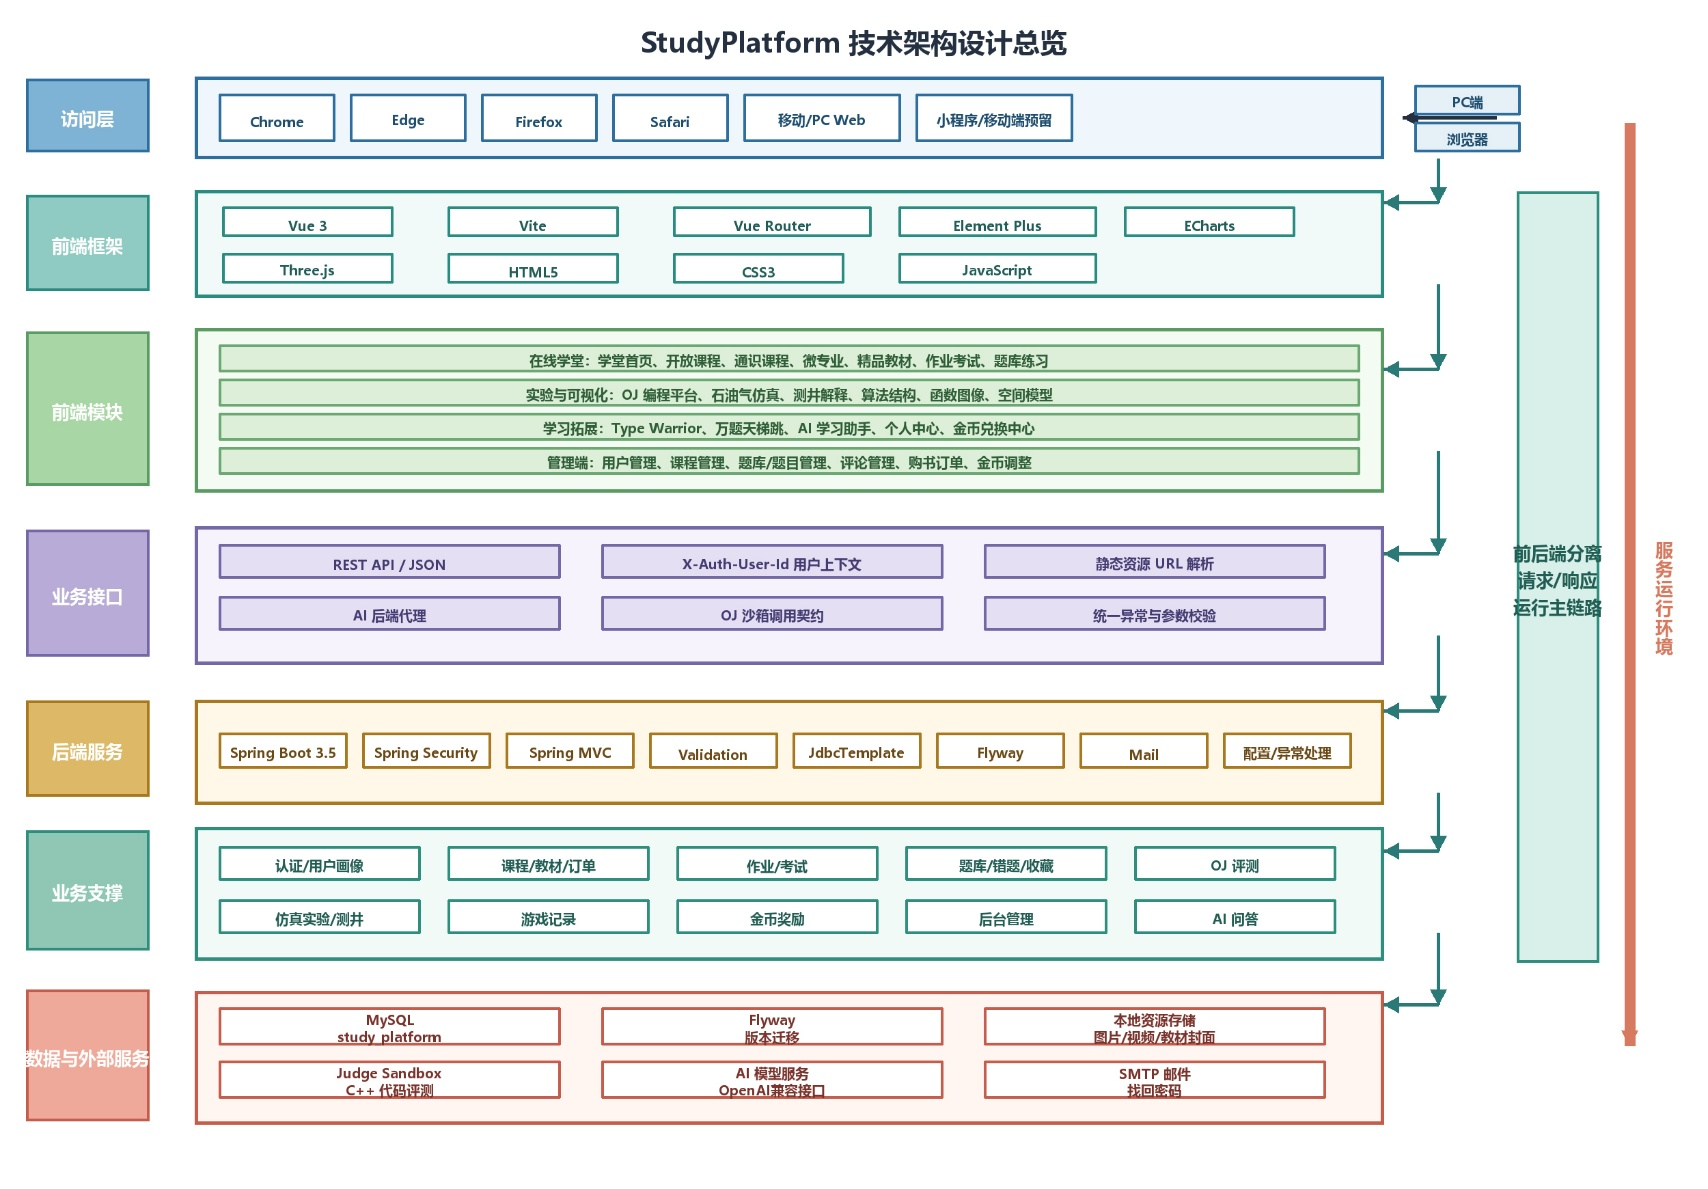 StudyPlatform 技术架构设计总览
访问层
Chrome
Edge
Firefox
Safari
移动/PC Web
小程序/移动端预留
PC端
浏览器
前端框架
Vue 3
Vite
Vue Router
Element Plus
ECharts
Three.js
HTML5
CSS3
JavaScript
前端模块
在线学堂：学堂首页、开放课程、通识课程、微专业、精品教材、作业考试、题库练习
实验与可视化：OJ 编程平台、石油气仿真、测井解释、算法结构、函数图像、空间模型
学习拓展：Type Warrior、万题天梯跳、AI 学习助手、个人中心、金币兑换中心
管理端：用户管理、课程管理、题库/题目管理、评论管理、购书订单、金币调整
业务接口
REST API / JSON
X-Auth-User-Id 用户上下文
静态资源 URL 解析
AI 后端代理
OJ 沙箱调用契约
统一异常与参数校验
前后端分离
请求/响应
运行主链路
服务运行环境
后端服务
Spring Boot 3.5
Spring Security
Spring MVC
Validation
JdbcTemplate
Flyway
Mail
配置/异常处理
业务支撑
认证/用户画像
课程/教材/订单
作业/考试
题库/错题/收藏
OJ 评测
仿真实验/测井
游戏记录
金币奖励
后台管理
AI 问答
数据与外部服务
MySQL
study_platform
Flyway
版本迁移
本地资源存储
图片/视频/教材封面
Judge Sandbox
C++ 代码评测
AI 模型服务
OpenAI兼容接口
SMTP 邮件
找回密码